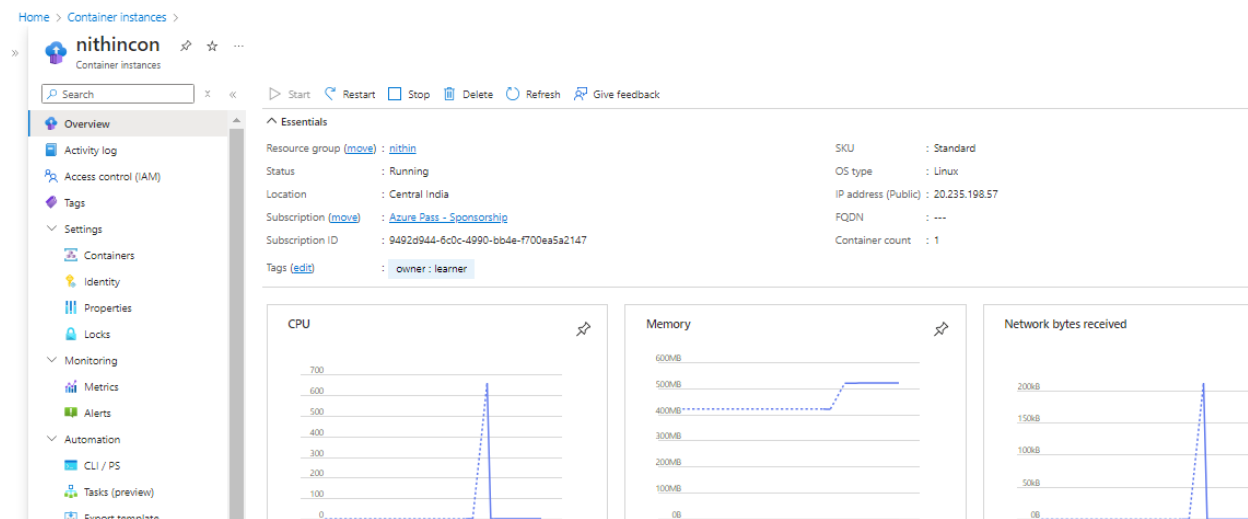 Home > Container instances >
nithincon
Container instances
Search
Overview
Activity log
Access control (IAM)
Tags
Settings
Containers
Identity
Properties
Locks
Monitoring
Metrics
Alerts
Automation
CLI / PS
Tasks (preview)
Export template
Start Restart Stop Delete Refresh Give feedback
Essentials
Resource group (move) : nithin
Status : Running
Location : Central India
Subscription (move) : Azure Pass - Sponsorship
Subscription ID : 9492d944-6c0c-4990-bb4e-f700ea5a2147
Tags (edit) : owner : learner
SKU : Standard
OS type : Linux
IP address (Public) : 20.235.198.57
FQDN : ---
Container count : 1
CPU
700
600
500
400
300
200
100
0
Memory
600MB
500MB
400MB
300MB
200MB
100MB
0B
Network bytes received
200kB
150kB
100kB
50kB
0B